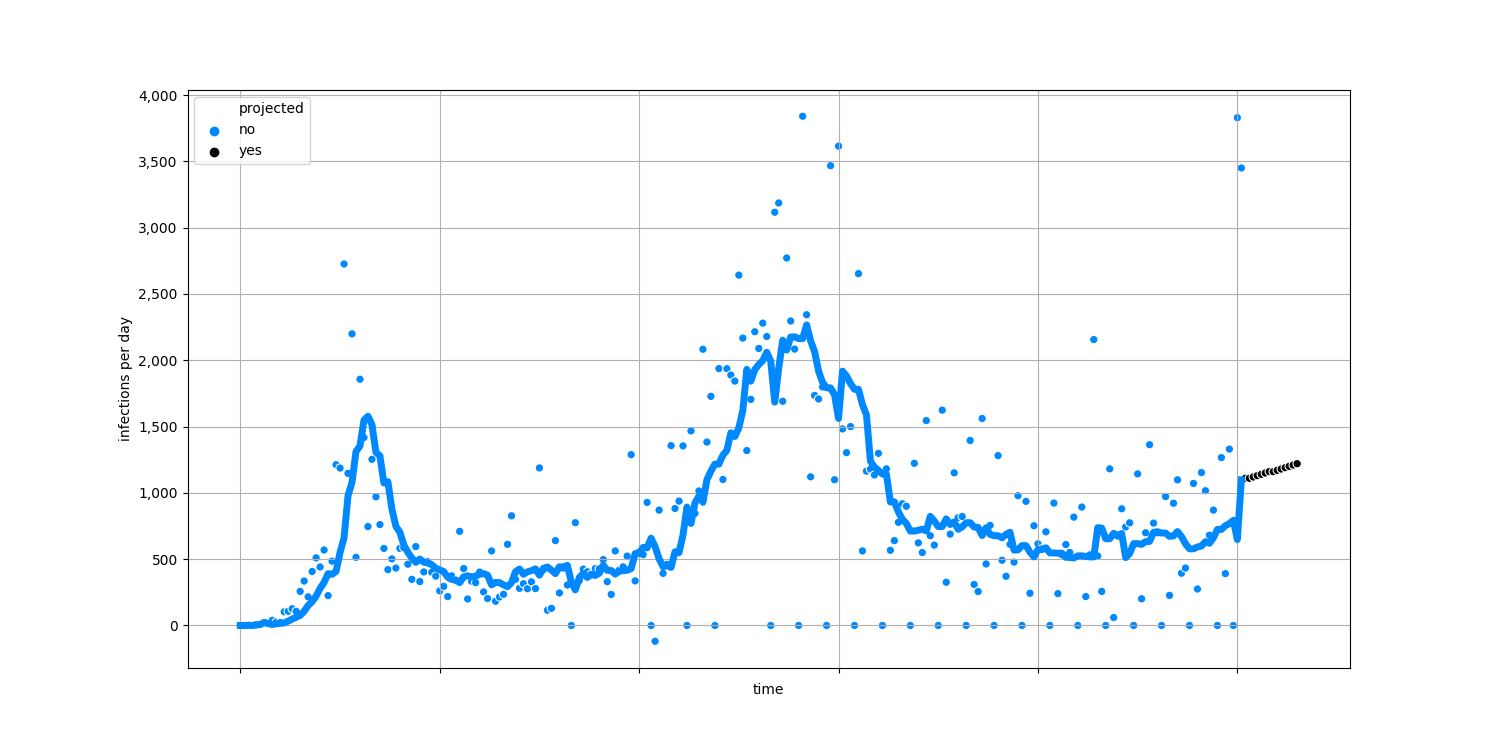 4,000
projected
no
yes
3,500
3,000
2,500
2,000
1,500
1,000
500
0
infections per day
time